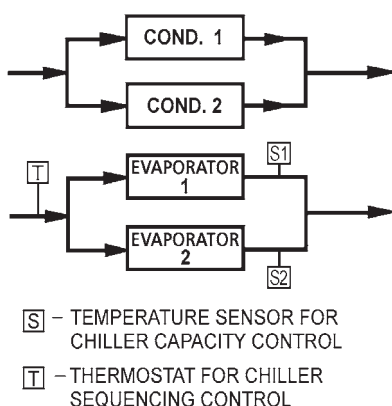 COND. 1
COND. 2
T
EVAPORATOR
1
S1
EVAPORATOR
2
S2
S – TEMPERATURE SENSOR FOR
CHILLER CAPACITY CONTROL
T – THERMOSTAT FOR CHILLER
SEQUENCING CONTROL